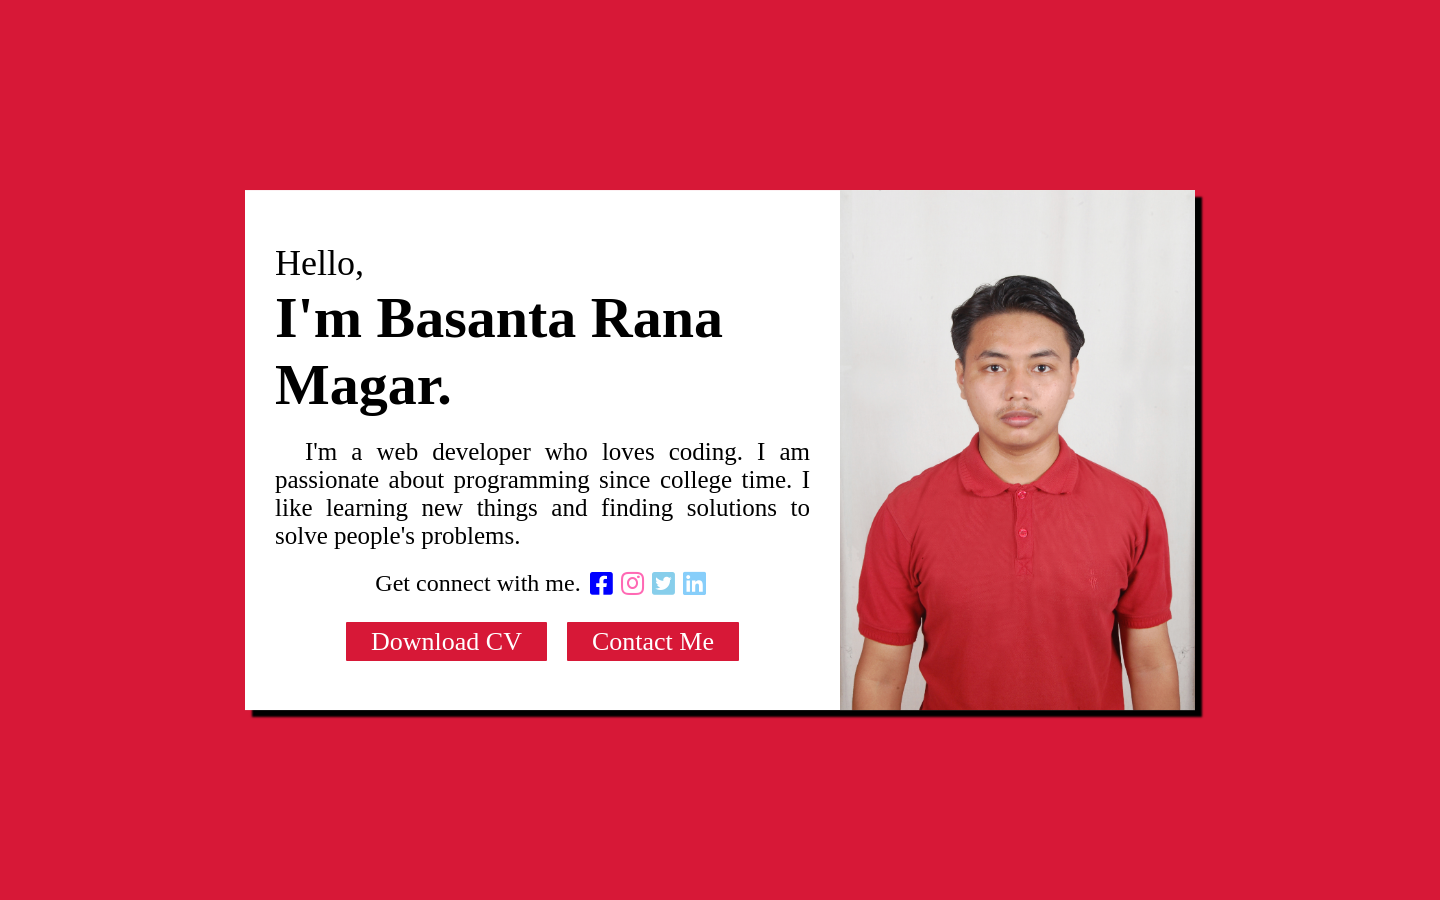 Hello,
I'm Basanta Rana
Magar.
I'm a web developer who loves coding. I am
passionate about programming since college time. I
like learning new things and finding solutions to
solve people's problems.
Get connect with me.
Download CV Contact Me